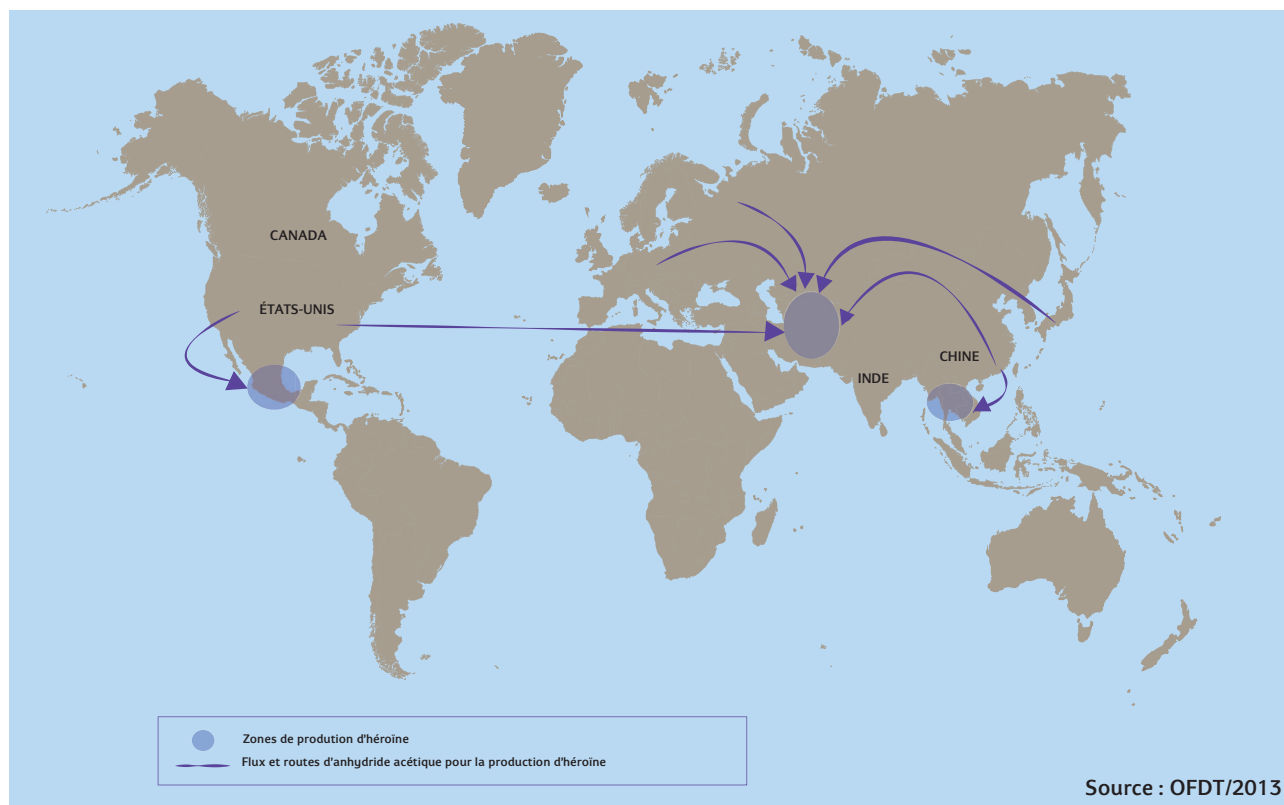 CANADA
ÉTATS-UNIS
CHINE
INDE
Zones de prodution d'héroïne
Flux et routes d'anhydride acétique pour la production d'héroïne
Source : OFDT/2013